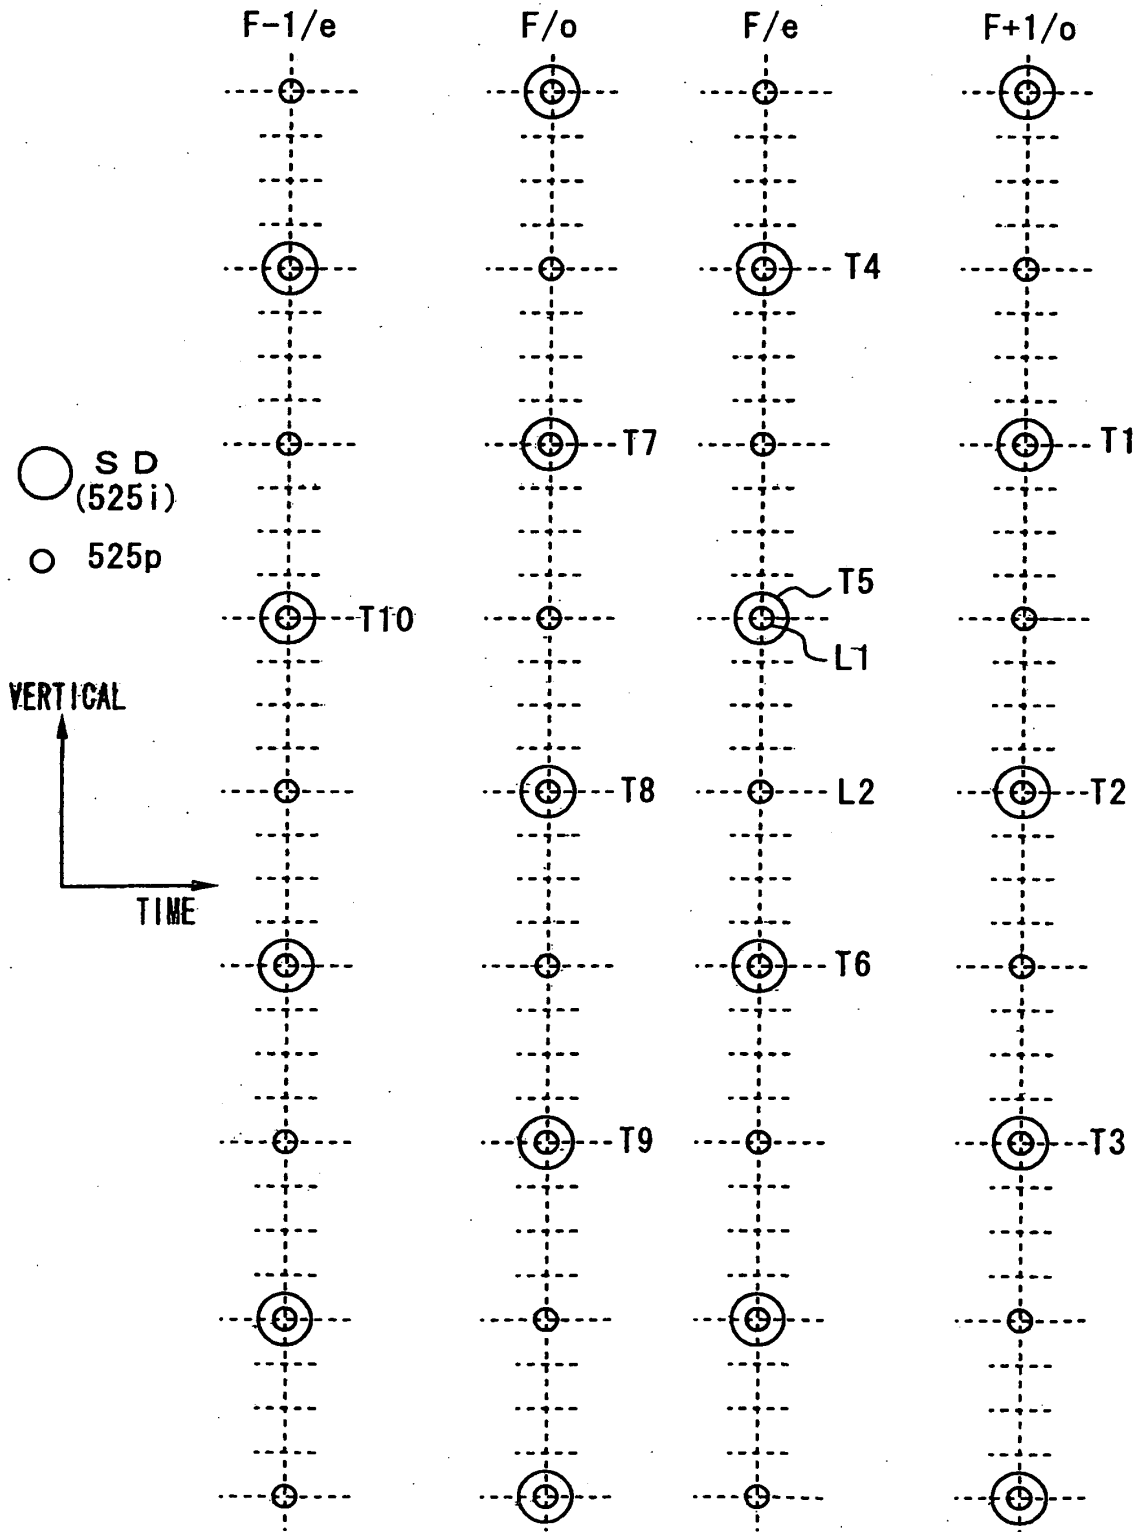 F-1/e F/o F/e F+1/o
T4
T7
T1
SD
(525i)
525p
T5
T10
L1
VERTICAL
T8
L2
T2
TIME
T6
T9
T3